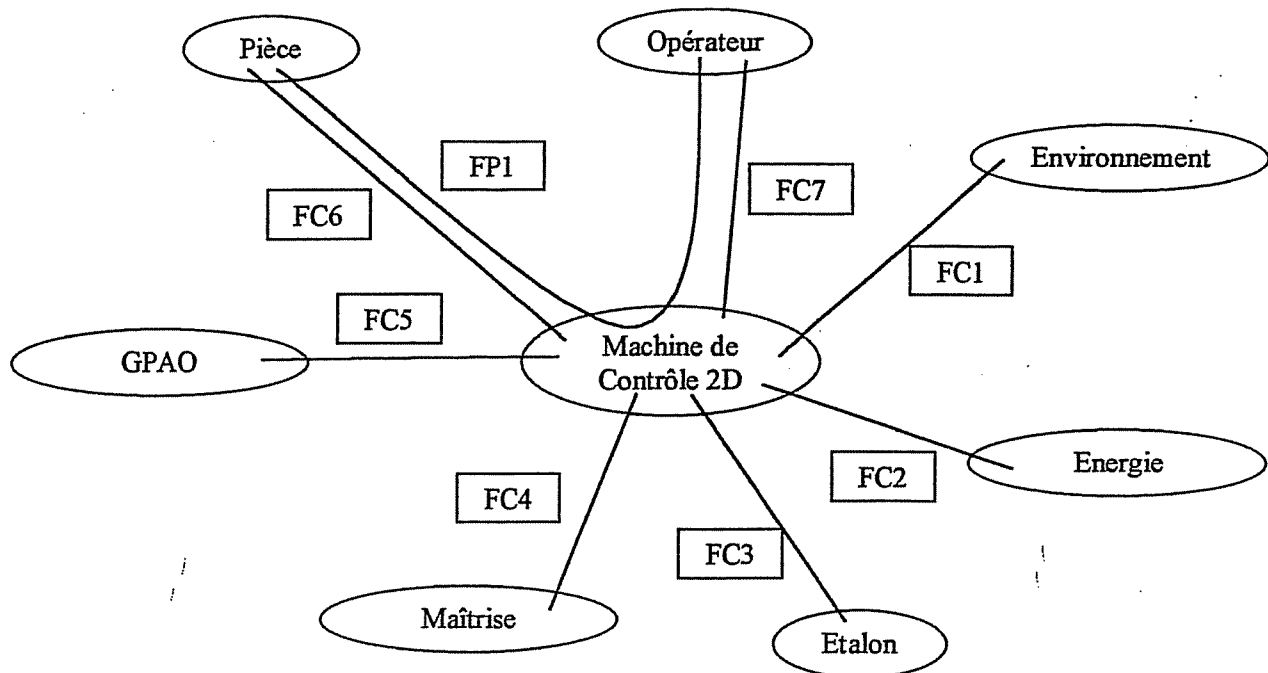 Pièce
Opérateur
Environnement
FP1
FC7
FC6
FC1
FC5
GPAO
Machine de
Contrôle 2D
Energie
FC2
FC4
FC3
Maîtrise
Etalon